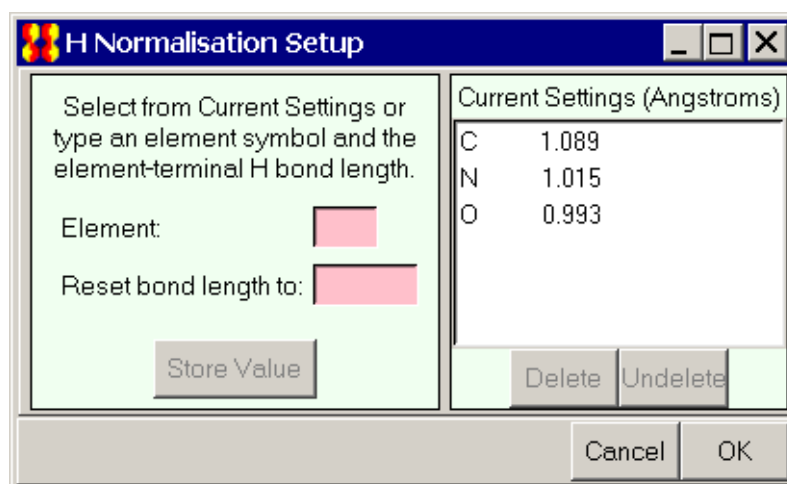 H Normalisation Setup
Select from Current Settings or
type an element symbol and the
element-terminal H bond length.
Element:
Reset bond length to:
Store Value
Current Settings (Angstroms)
C 1.089
N 1.015
O 0.993
Delete Undelete
Cancel OK